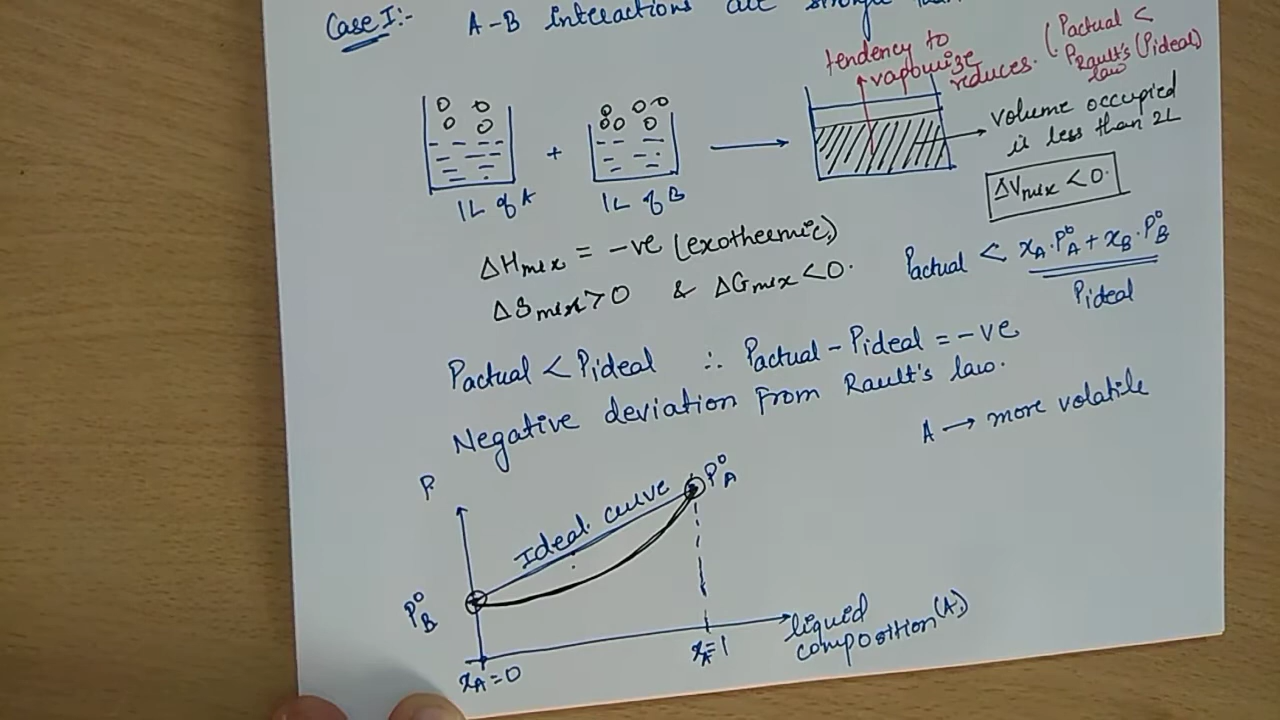 Case I:- A-B interactions are
tendency to
vapourize
reduces. (Pactual <
PRault's (Pideal)
law
volume occupied
is less than 2L
ΔVmix < 0.
+
1L of A
1L of B
ΔHmix = -ve (exothermic)
ΔSmix > 0 & ΔGmix < 0.
Pactual < xA.P°A + xB.P°B
Pideal
Pactual < Pideal ∴ Pactual - Pideal = -ve
Negative deviation from Rault's law.
A → more volatile
P
P°A
Ideal curve
P°B
liquid
composition (A)
xA=0
xA=1